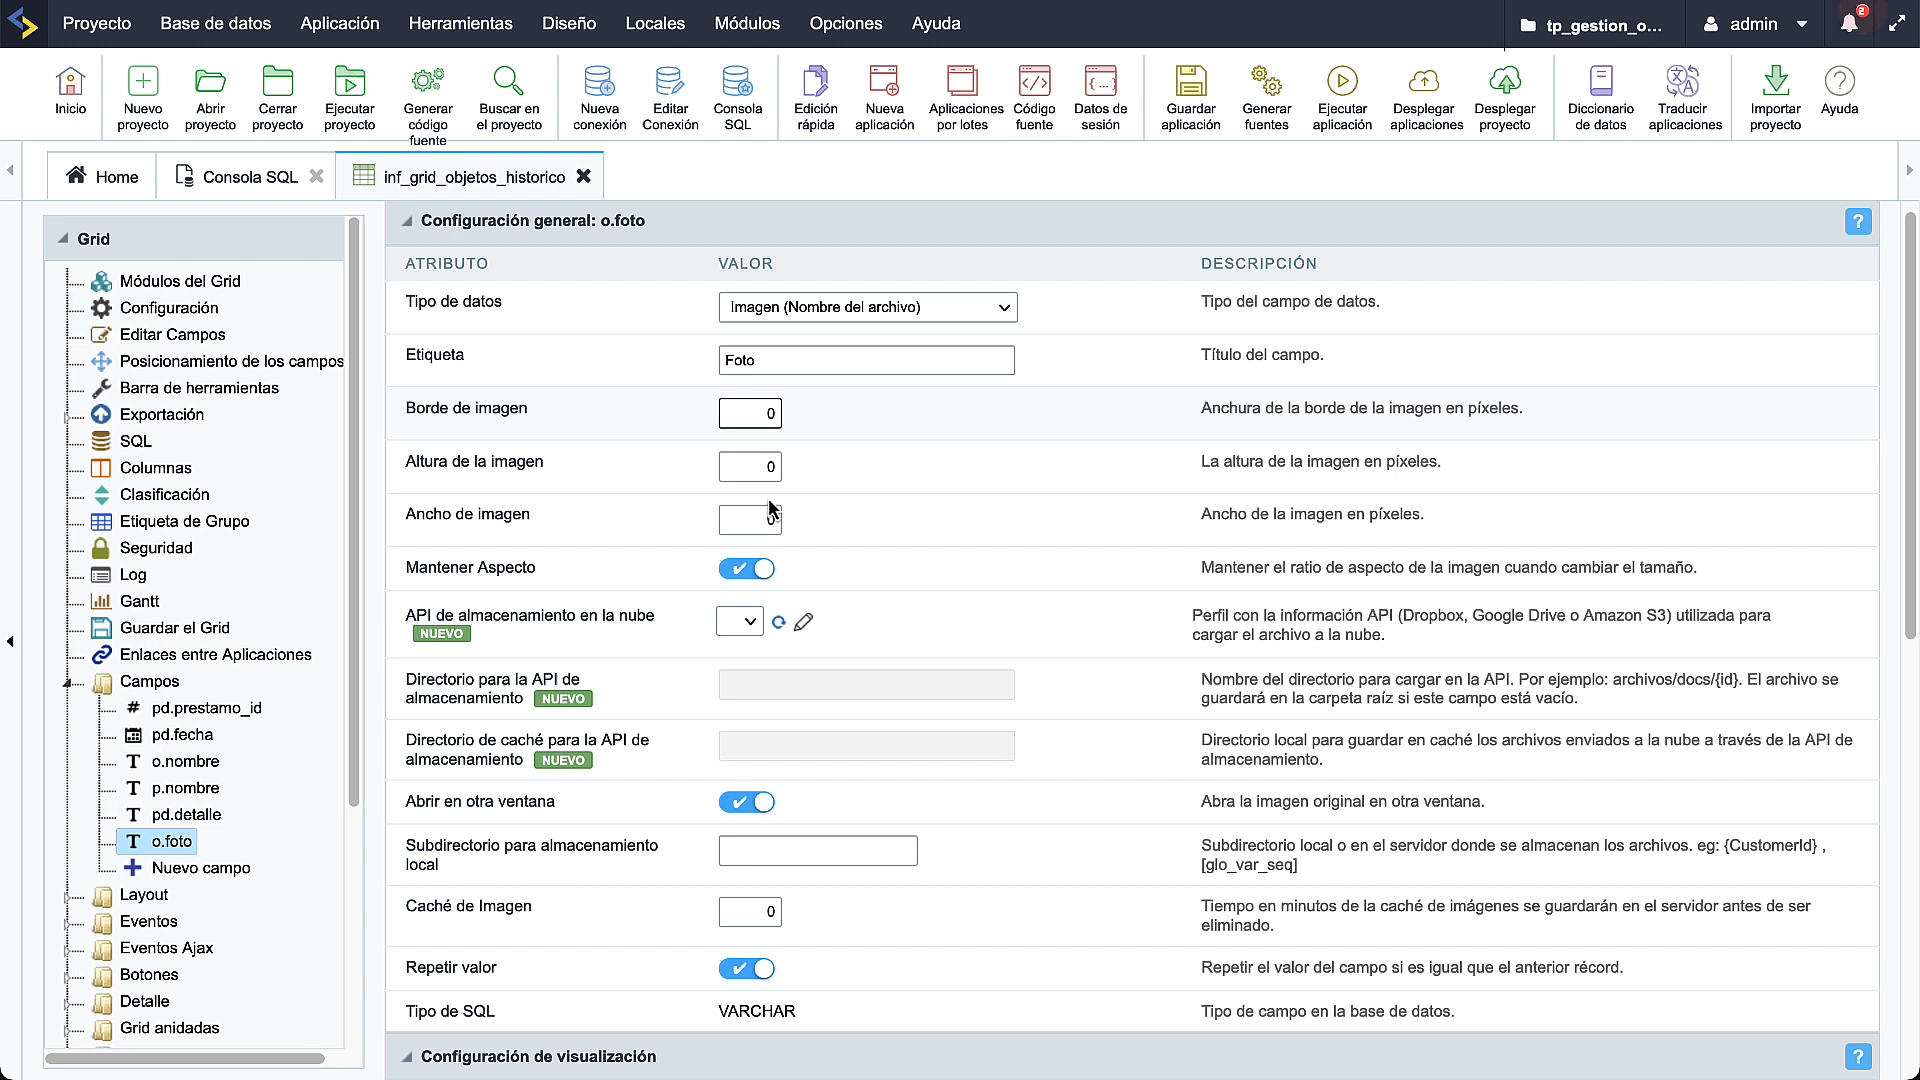 Proyecto Base de datos Aplicación Herramientas Diseño Locales Módulos Opciones Ayuda tp_gestion_o... admin 2
Inicio
Nuevo proyecto
Abrir proyecto
Cerrar proyecto
Ejecutar proyecto
Generar código fuente
Buscar en el proyecto
Nueva conexión
Editar Conexión
Consola SQL
Edición rápida
Nueva aplicación
Aplicaciones por lotes
Código fuente
Datos de sesión
Guardar aplicación
Generar fuentes
Ejecutar aplicación
Desplegar aplicaciones
Desplegar proyecto
Diccionario de datos
Traducir aplicaciones
Importar proyecto
Ayuda
Home Consola SQL inf_grid_objetos_historico
Grid
Módulos del Grid
Configuración
Editar Campos
Posicionamiento de los campos
Barra de herramientas
Exportación
SQL
Columnas
Clasificación
Etiqueta de Grupo
Seguridad
Log
Gantt
Guardar el Grid
Enlaces entre Aplicaciones
Campos
# pd.prestamo_id
pd.fecha
T o.nombre
T p.nombre
T pd.detalle
T o.foto
Nuevo campo
Layout
Eventos
Eventos Ajax
Botones
Detalle
Grid anidadas
Configuración general: o.foto ?
ATRIBUTO VALOR DESCRIPCIÓN
Tipo de datos Imagen (Nombre del archivo) Tipo del campo de datos.
Etiqueta Foto Título del campo.
Borde de imagen 0 Anchura de la borde de la imagen en píxeles.
Altura de la imagen 0 La altura de la imagen en píxeles.
Ancho de imagen 0 Ancho de la imagen en píxeles.
Mantener Aspecto Mantener el ratio de aspecto de la imagen cuando cambiar el tamaño.
API de almacenamiento en la nube Perfil con la información API (Dropbox, Google Drive o Amazon S3) utilizada para
NUEVO cargar el archivo a la nube.
Directorio para la API de Nombre del directorio para cargar en la API. Por ejemplo: archivos/docs/{id}. El archivo se
almacenamiento NUEVO guardará en la carpeta raíz si este campo está vacío.
Directorio de caché para la API de Directorio local para guardar en caché los archivos enviados a la nube a través de la API de
almacenamiento NUEVO almacenamiento.
Abrir en otra ventana Abra la imagen original en otra ventana.
Subdirectorio para almacenamiento Subdirectorio local o en el servidor donde se almacenan los archivos. eg: {CustomerId} ,
local [glo_var_seq]
Caché de Imagen 0 Tiempo en minutos de la caché de imágenes se guardarán en el servidor antes de ser
eliminado.
Repetir valor Repetir el valor del campo si es igual que el anterior récord.
Tipo de SQL VARCHAR Tipo de campo en la base de datos.
Configuración de visualización ?